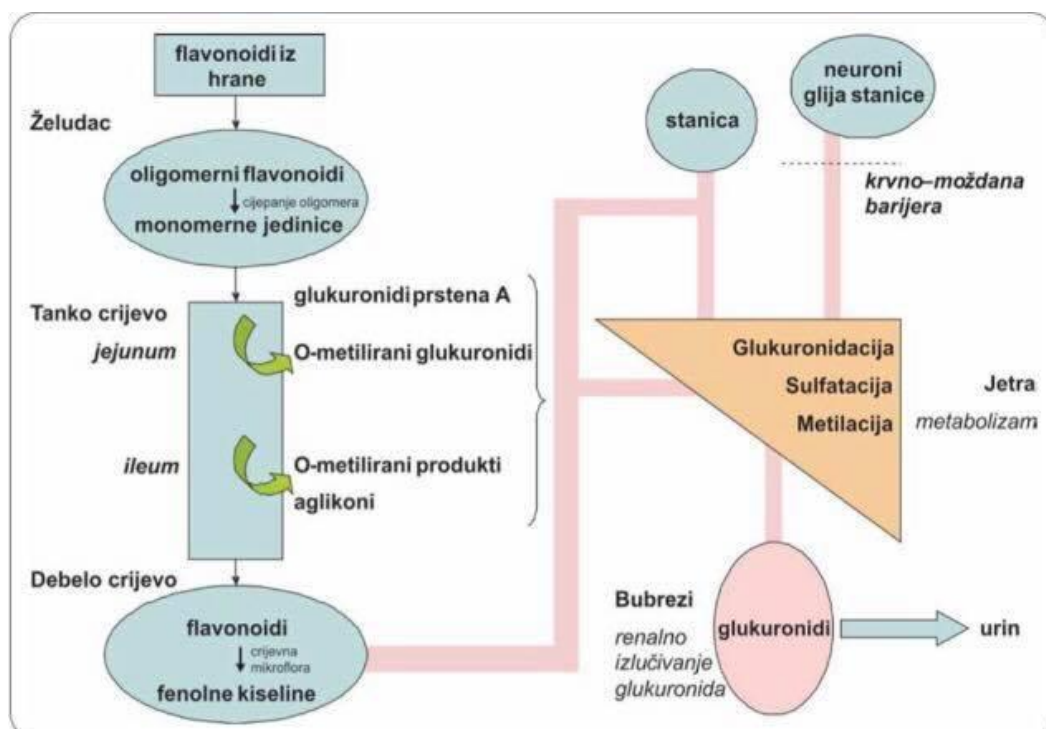 flavonoidi iz
hrane
Želudac
oligomerni flavonoidi
cijepanje oligomera
monomerne jedinice
Tanko crijevo
jejunum
glukuronidi prstena A
O-metilirani glukuronidi
ileum
O-metilirani produkti
aglikoni
Debelo crijevo
flavonoidi
crijevna
mikroflora
fenolne kiseline
stanica
neuroni
glija stanice
krvno–moždana
barijera
Glukuronidacija
Sulfatacija
Metilacija
Jetra
metabolizam
Bubrezi
renalno
izlučivanje
glukuronida
glukuronidi
urin